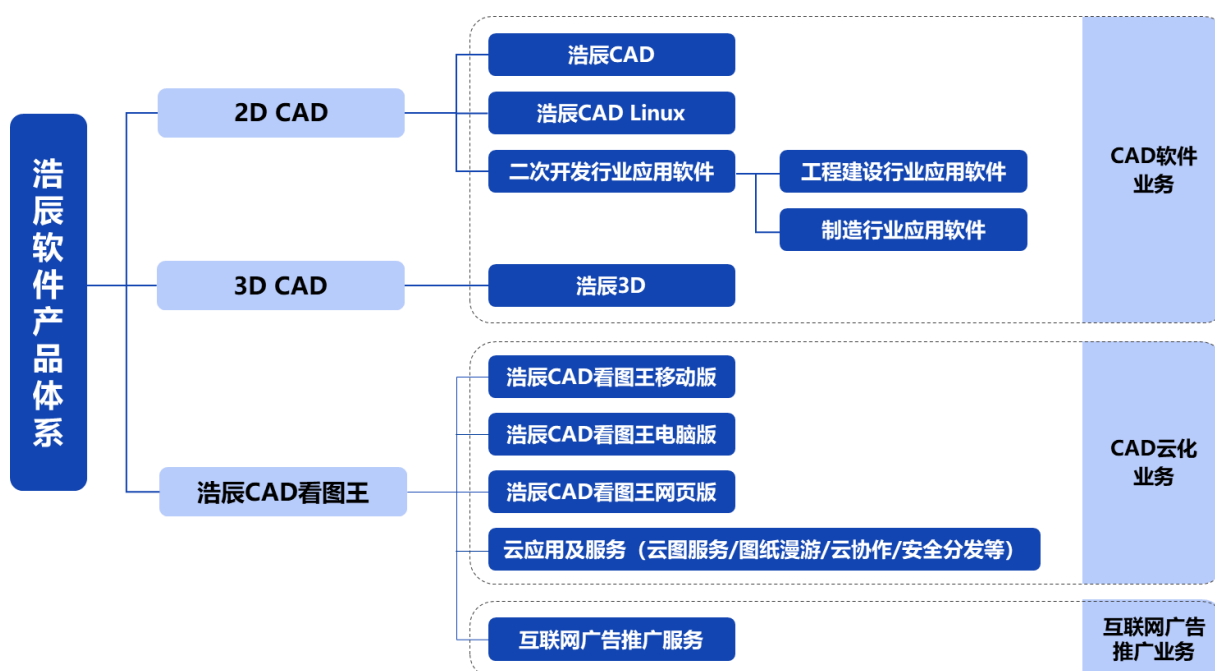 浩辰软件产品体系
2D CAD
浩辰CAD
浩辰CAD Linux
二次开发行业应用软件
工程建设行业应用软件
制造行业应用软件
3D CAD
浩辰3D
CAD软件
业务
浩辰CAD看图王
浩辰CAD看图王移动版
浩辰CAD看图王电脑版
浩辰CAD看图王网页版
云应用及服务（云图服务/图纸漫游/云协作/安全分发等）
CAD云化
业务
互联网广告推广服务
互联网广告
推广业务